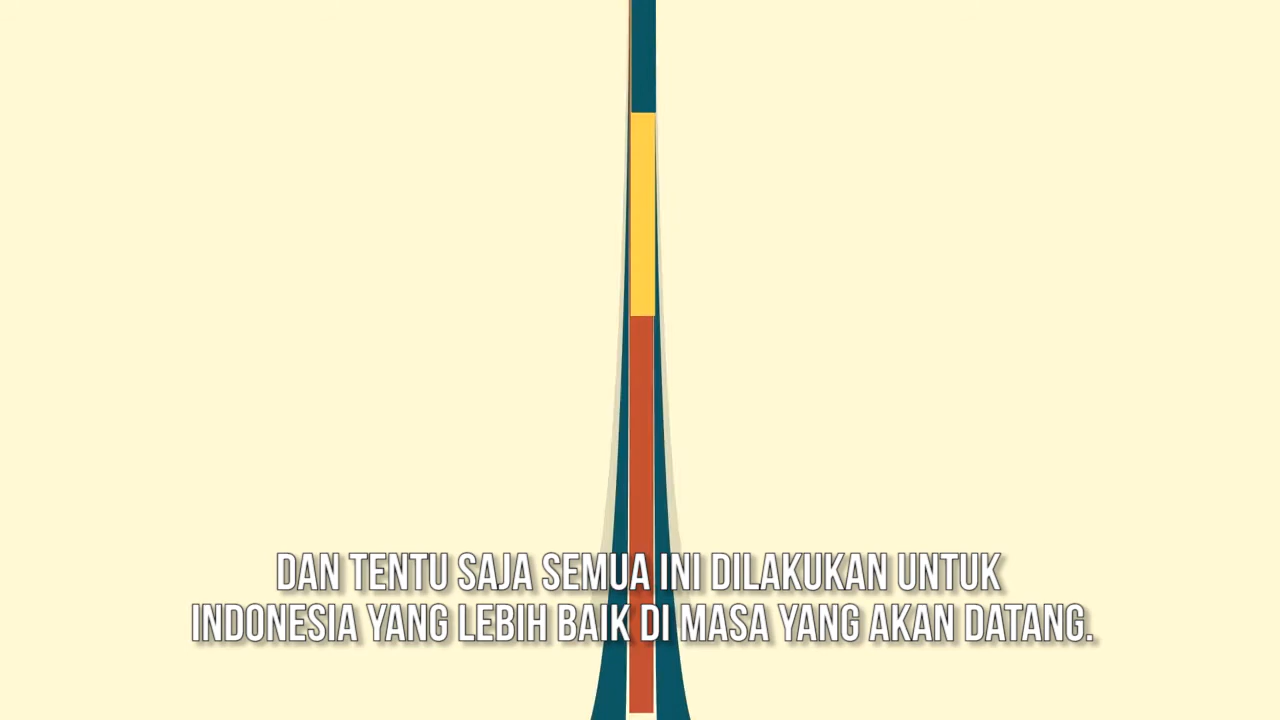 DAN TENTU SAJA SEMUA INI DILAKUKAN UNTUK
INDONESIA YANG LEBIH BAIK DI MASA YANG AKAN DATANG.